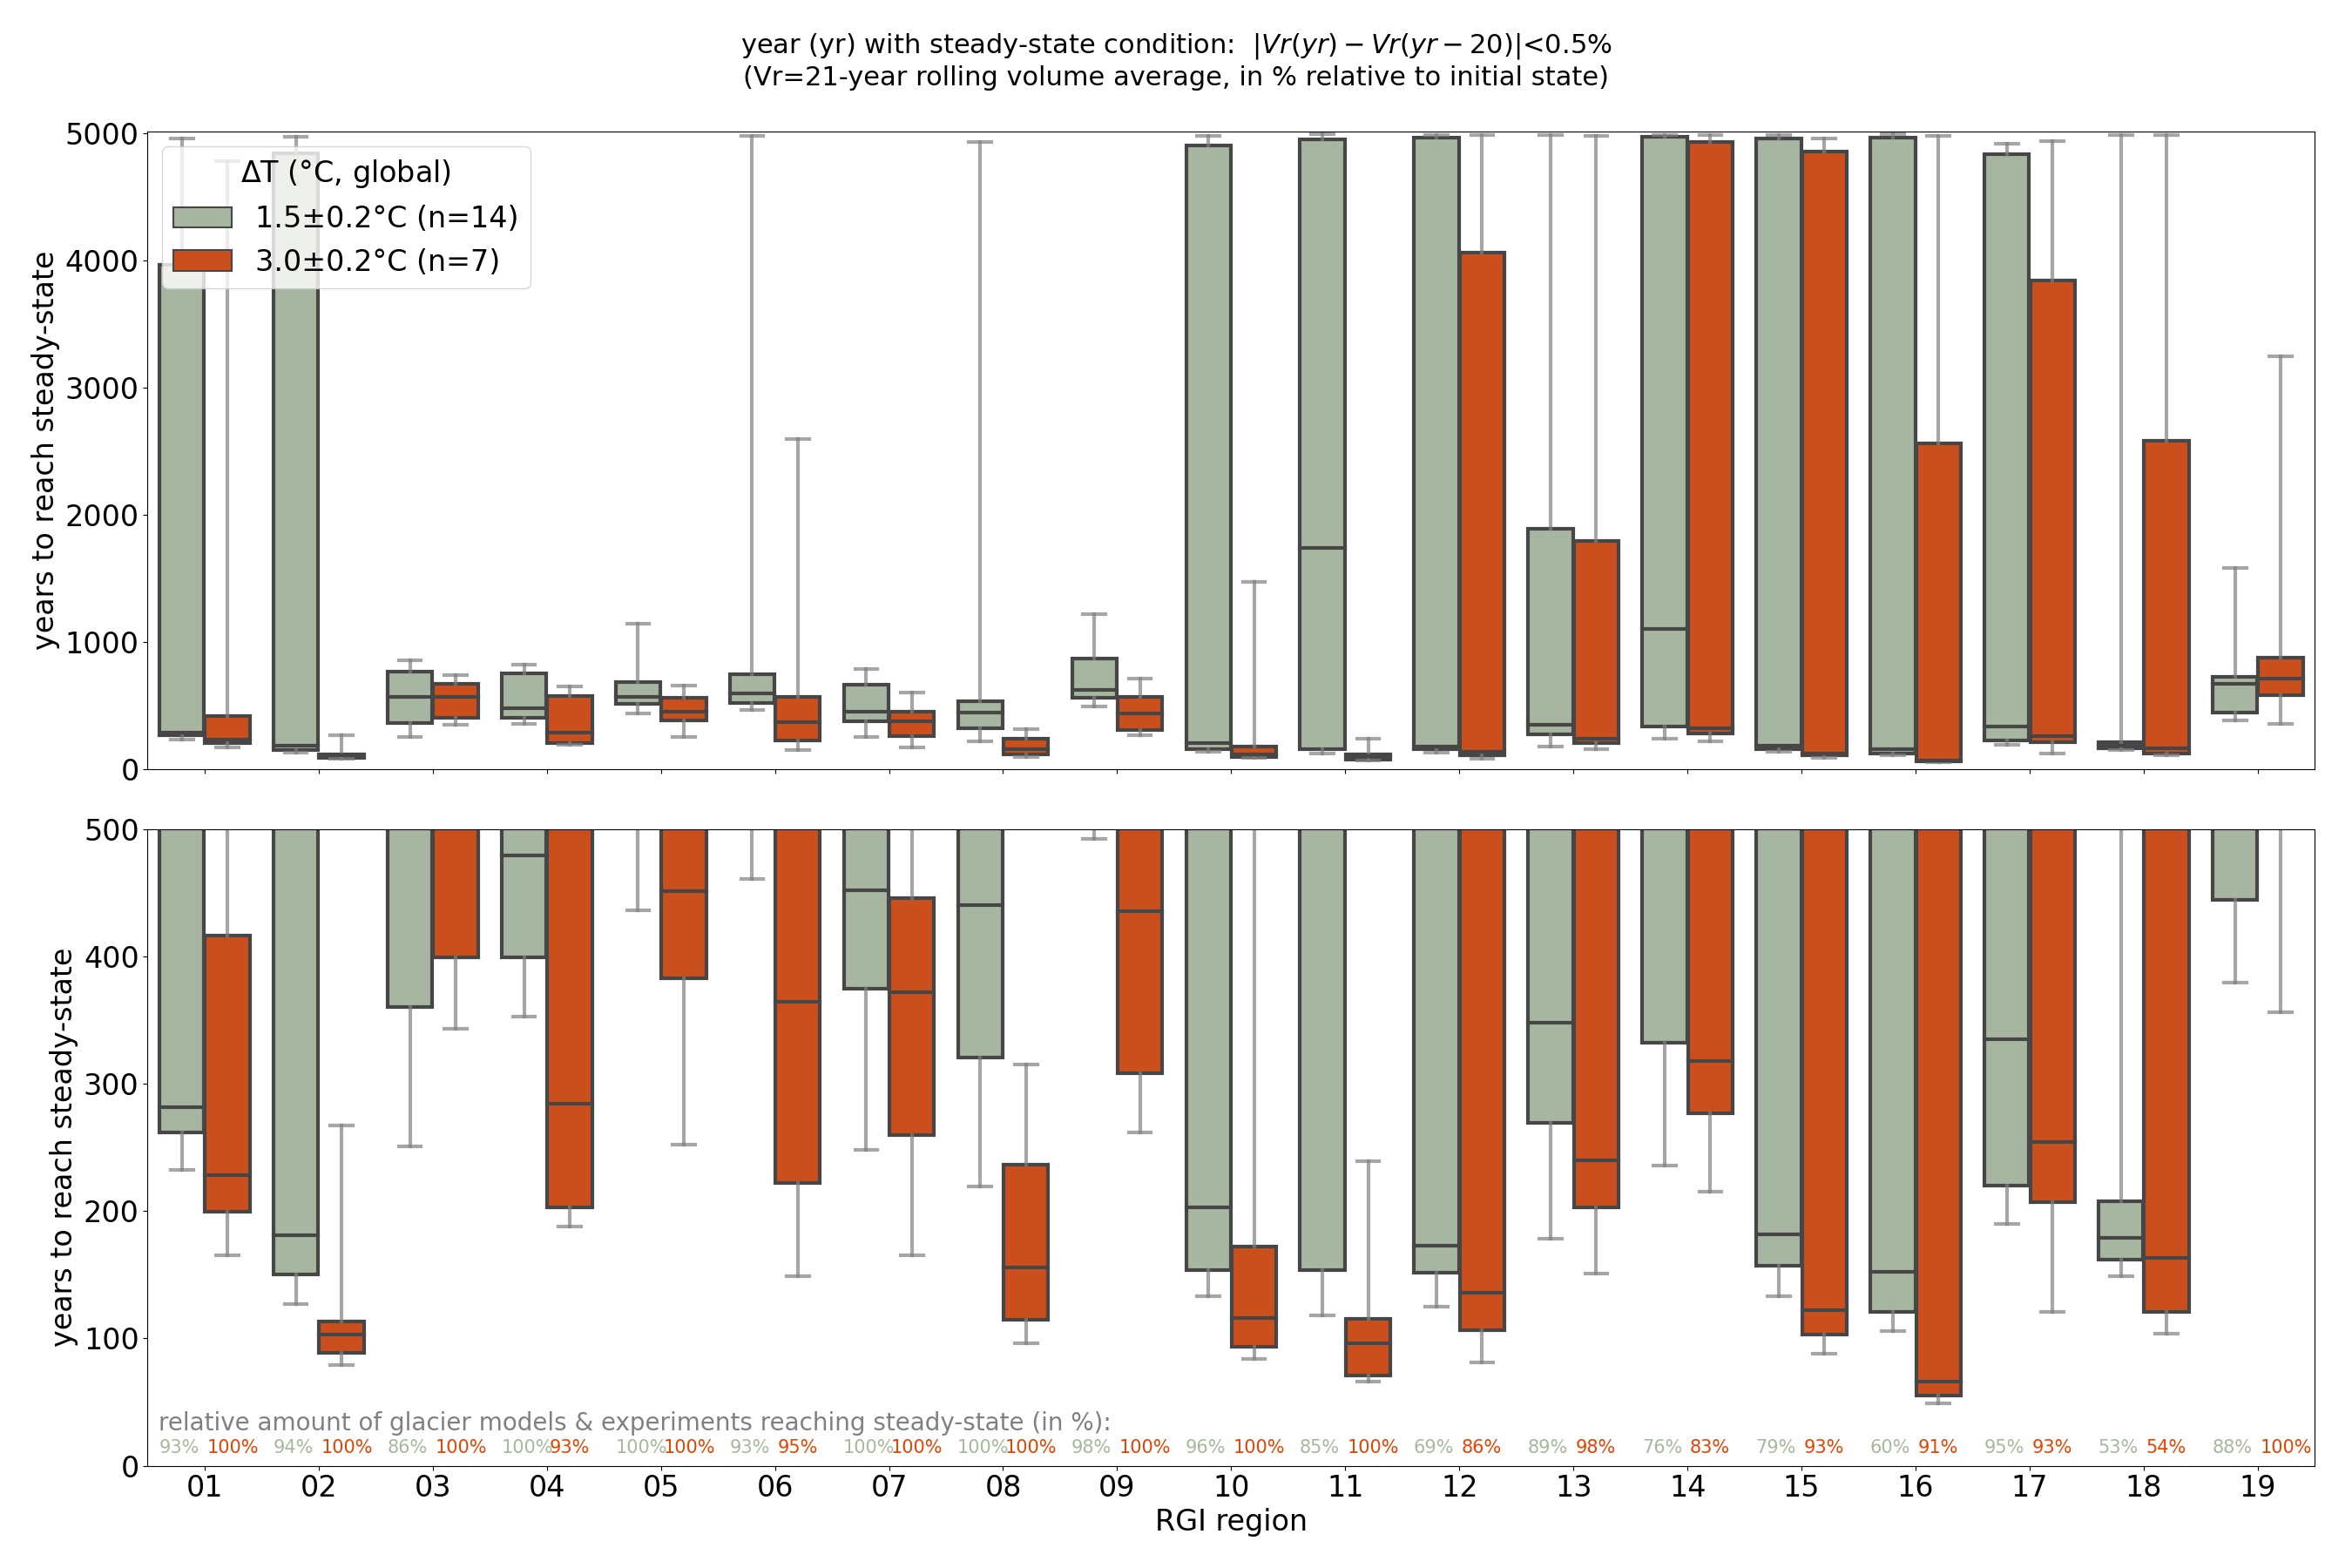 year (yr) with steady-state condition: |Vr(yr) − Vr(yr − 20)|<0.5%
(Vr=21-year rolling volume average, in % relative to initial state)
5000
4000
3000
2000
1000
0
years to reach steady-state
ΔT (°C, global)
1.5±0.2°C (n=14)
3.0±0.2°C (n=7)
500
400
300
200
100
0
years to reach steady-state
relative amount of glacier models & experiments reaching steady-state (in %):
93% 100% 94% 100% 86% 100% 100% 93% 100% 100% 93% 95% 100% 100% 100% 100% 98% 100% 96% 100% 85% 100% 69% 86% 89% 98% 76% 83% 79% 93% 60% 91% 95% 93% 53% 54% 88% 100%
01 02 03 04 05 06 07 08 09 10 11 12 13 14 15 16 17 18 19
RGI region